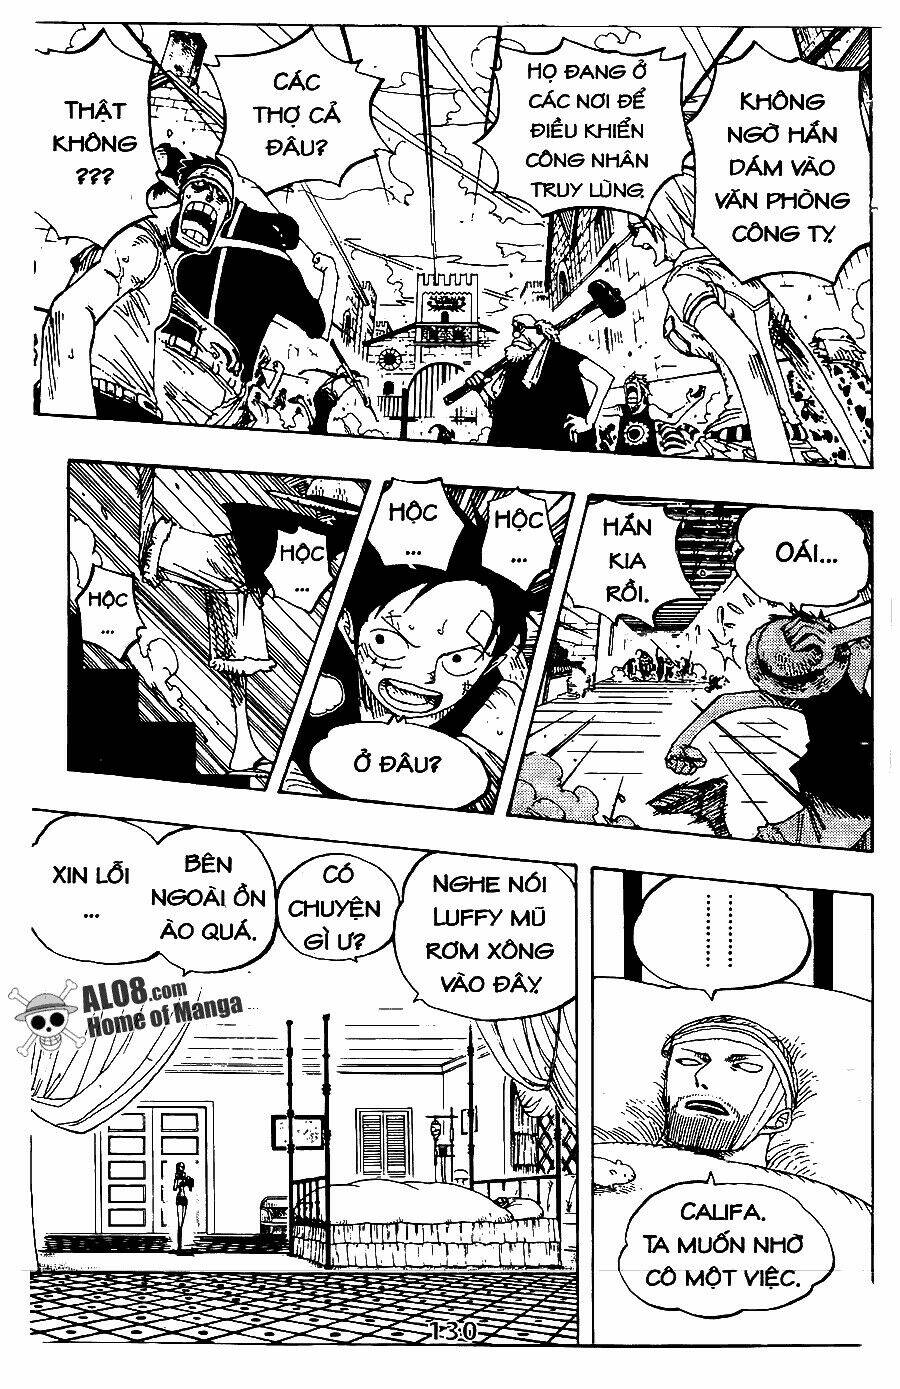 THẬT
KHÔNG
???
CÁC
THỢ CẢ
ĐÂU?
HỌ ĐANG Ở
CÁC NƠI ĐỂ
ĐIỀU KHIỂN
CÔNG NHÂN
TRUY LÙNG.
KHÔNG
NGỜ HẮN
DÁM VÀO
VĂN PHÒNG
CÔNG TY.
HỘC
...
HỘC
...
HỘC
...
HỘC
...
Ở ĐÂU?
HẮN
KIA
RỒI.
OÁI...
XIN LỖI
...
BÊN
NGOÀI ỒN
ÀO QUÁ.
CÓ
CHUYỆN
GÌ Ư?
NGHE NÓI
LUFFY MŨ
RƠM XÔNG
VÀO ĐÂY.
......
......
CALIFA.
TA MUỐN NHỜ
CÔ MỘT VIỆC.
ALO8.com
Home of Manga
130